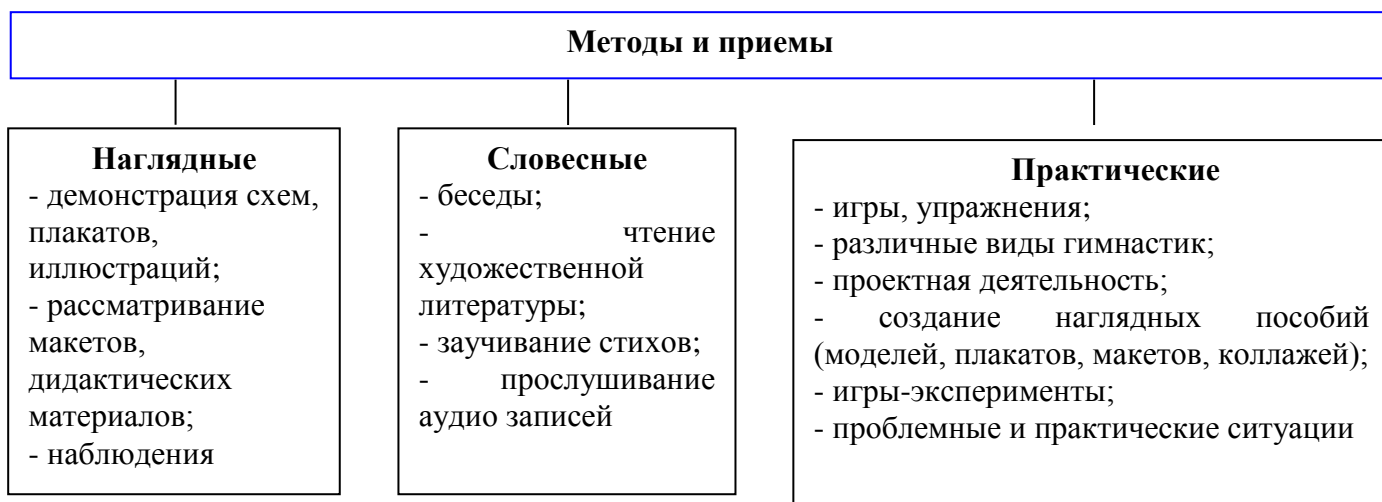 Методы и приемы
Наглядные
- демонстрация схем,
плакатов,
иллюстраций;
- рассматривание
макетов,
дидактических
материалов;
- наблюдения
Словесные
- беседы;
- чтение
художественной
литературы;
- заучивание стихов;
- прослушивание
аудио записей
Практические
- игры, упражнения;
- различные виды гимнастик;
- проектная деятельность;
- создание наглядных пособий
(моделей, плакатов, макетов, коллажей);
- игры-эксперименты;
- проблемные и практические ситуации